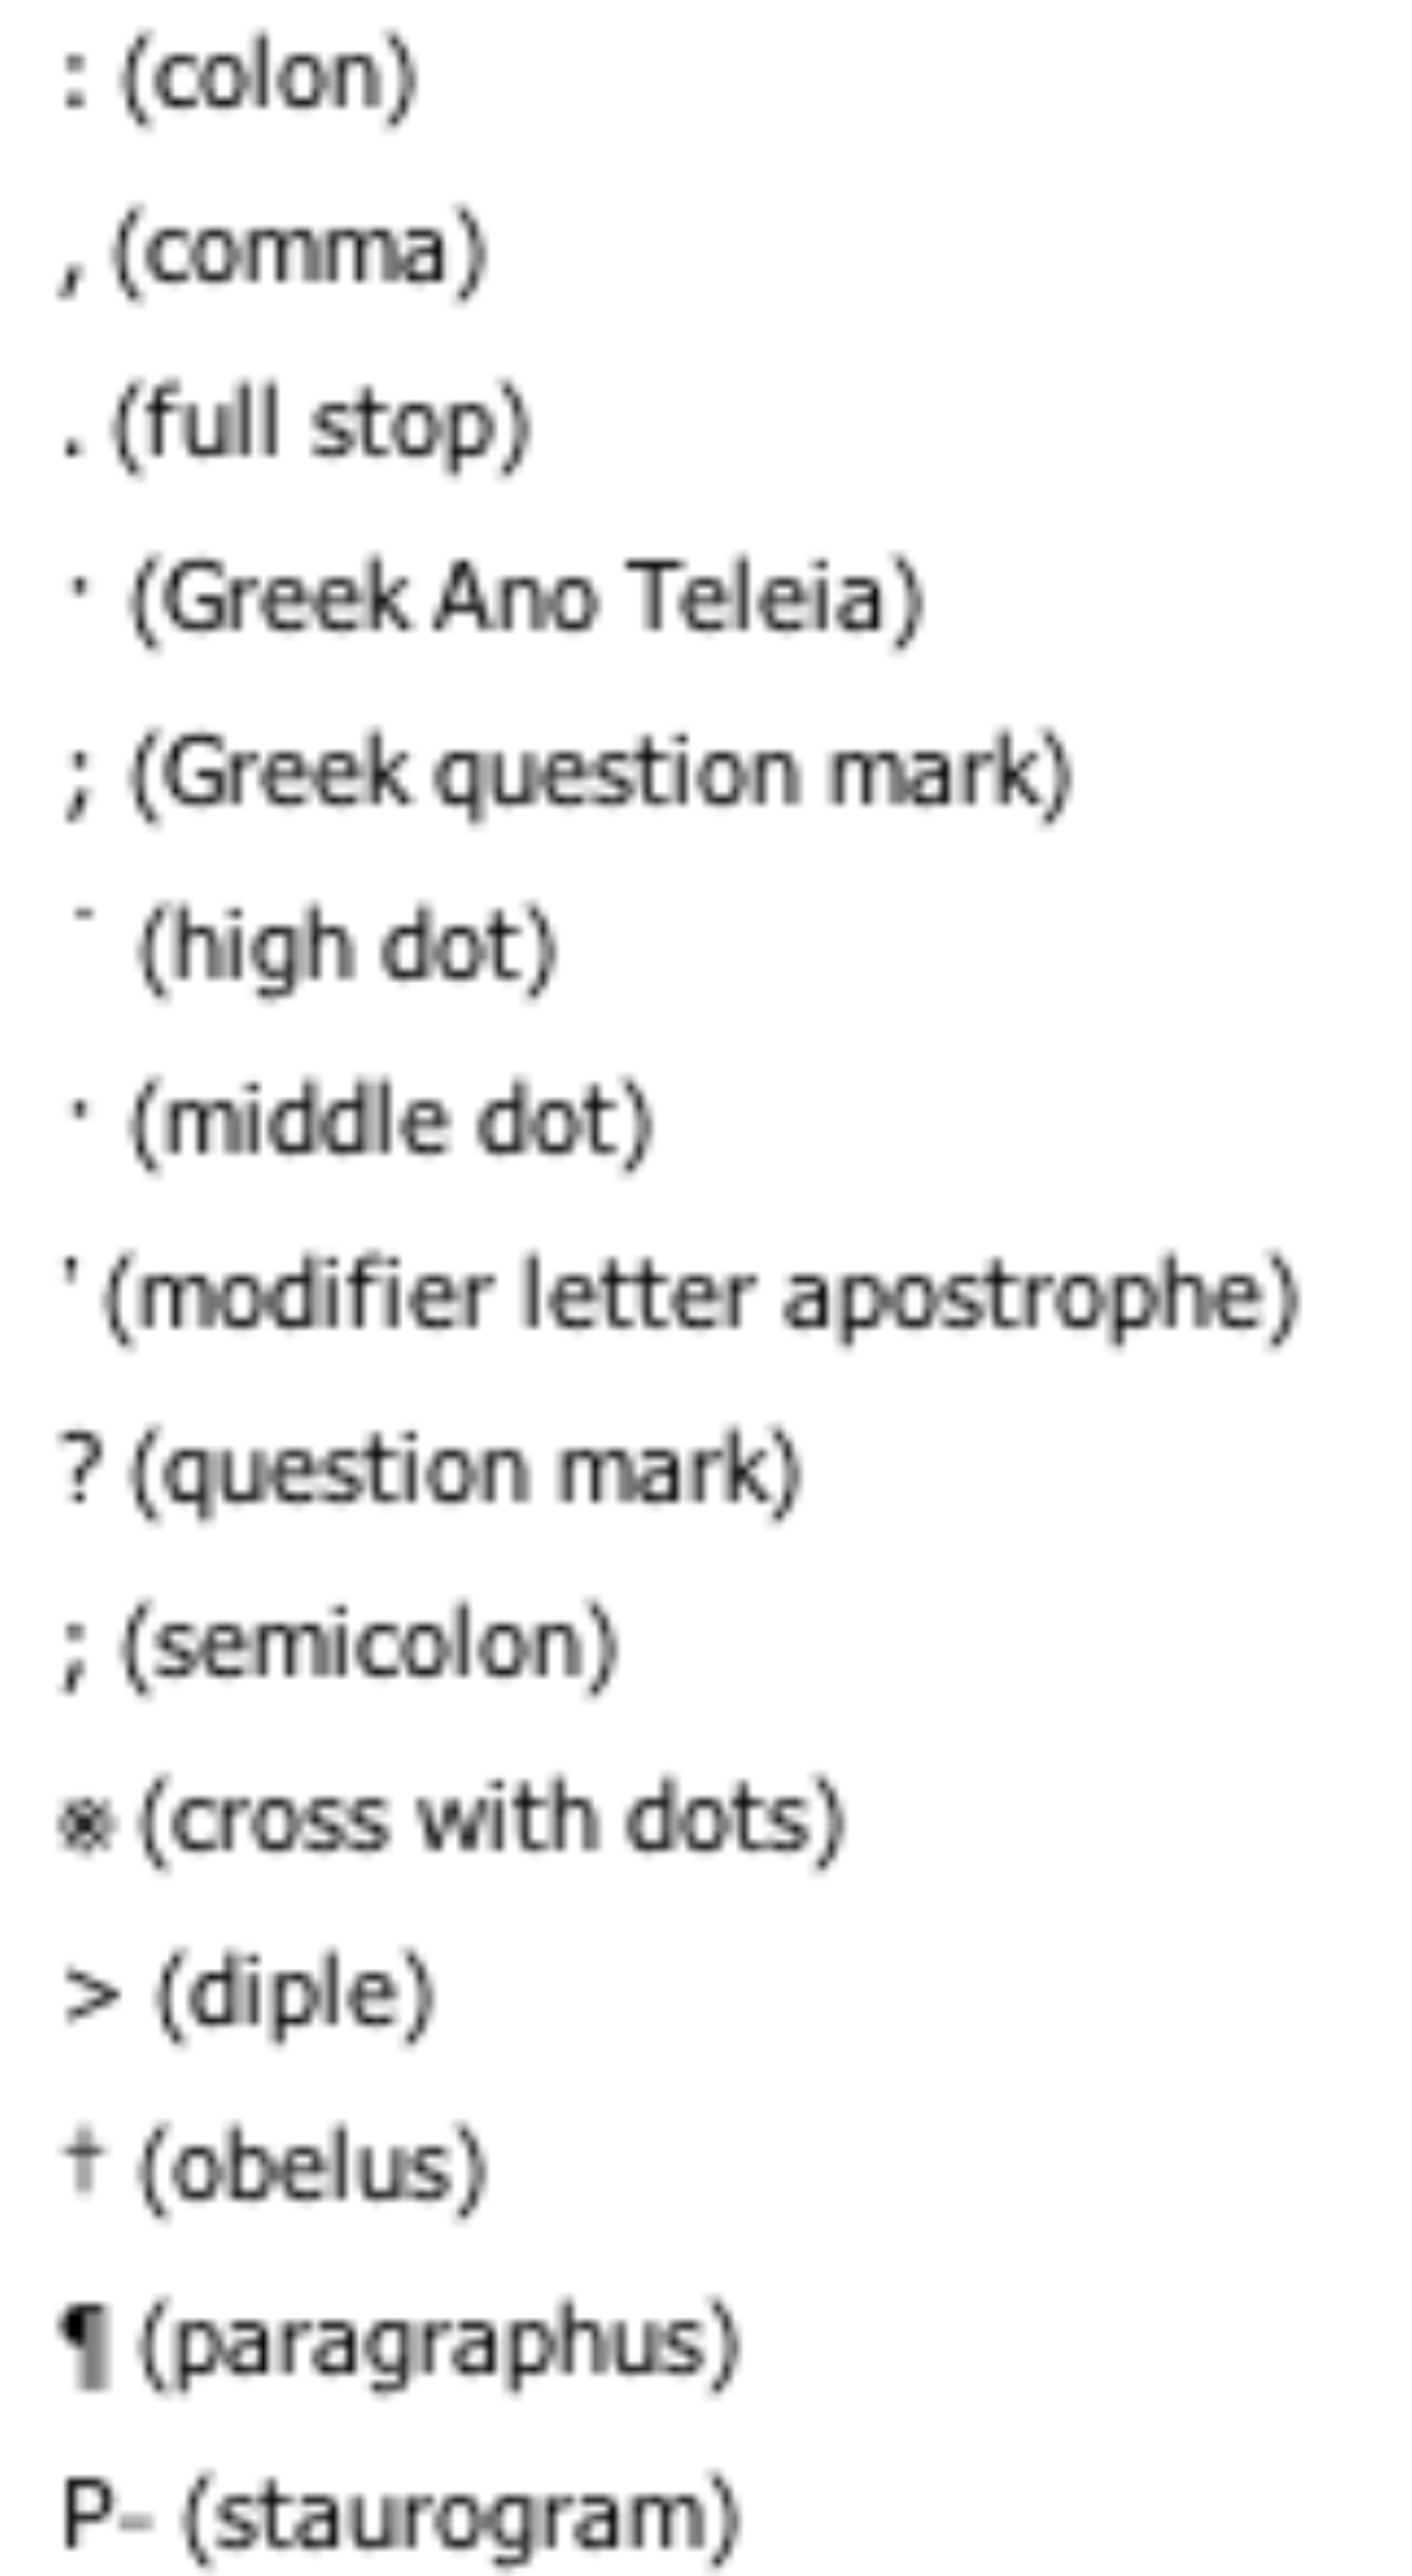 : (colon)
, (comma)
. (full stop)
· (Greek Ano Teleia)
; (Greek question mark)
˙ (high dot)
· (middle dot)
' (modifier letter apostrophe)
? (question mark)
; (semicolon)
※ (cross with dots)
> (diple)
† (obelus)
¶ (paragraphus)
P- (staurogram)